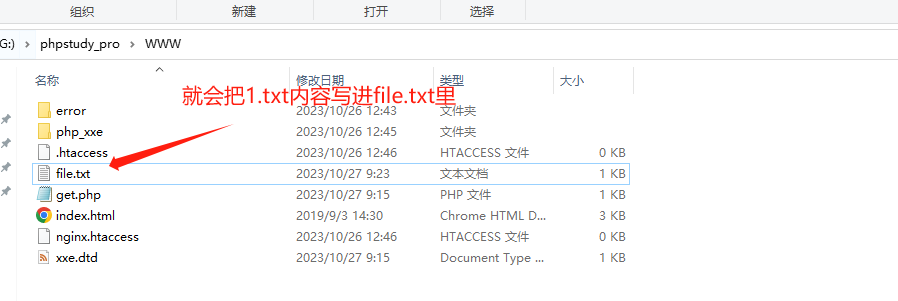 组织 新建 打开 选择
G:) > phpstudy_pro > WWW
名称 修改日期 类型 大小
就会把1.txt内容写进file.txt里
error 2023/10/26 12:43 文件夹
php_xxe 2023/10/26 12:45 文件夹
.htaccess 2023/10/26 12:46 HTACCESS 文件 0 KB
file.txt 2023/10/27 9:23 文本文档 1 KB
get.php 2023/10/27 9:15 PHP 文件 1 KB
index.html 2019/9/3 14:30 Chrome HTML D... 3 KB
nginx.htaccess 2023/10/26 12:46 HTACCESS 文件 0 KB
xxe.dtd 2023/10/27 9:15 Document Type ... 1 KB